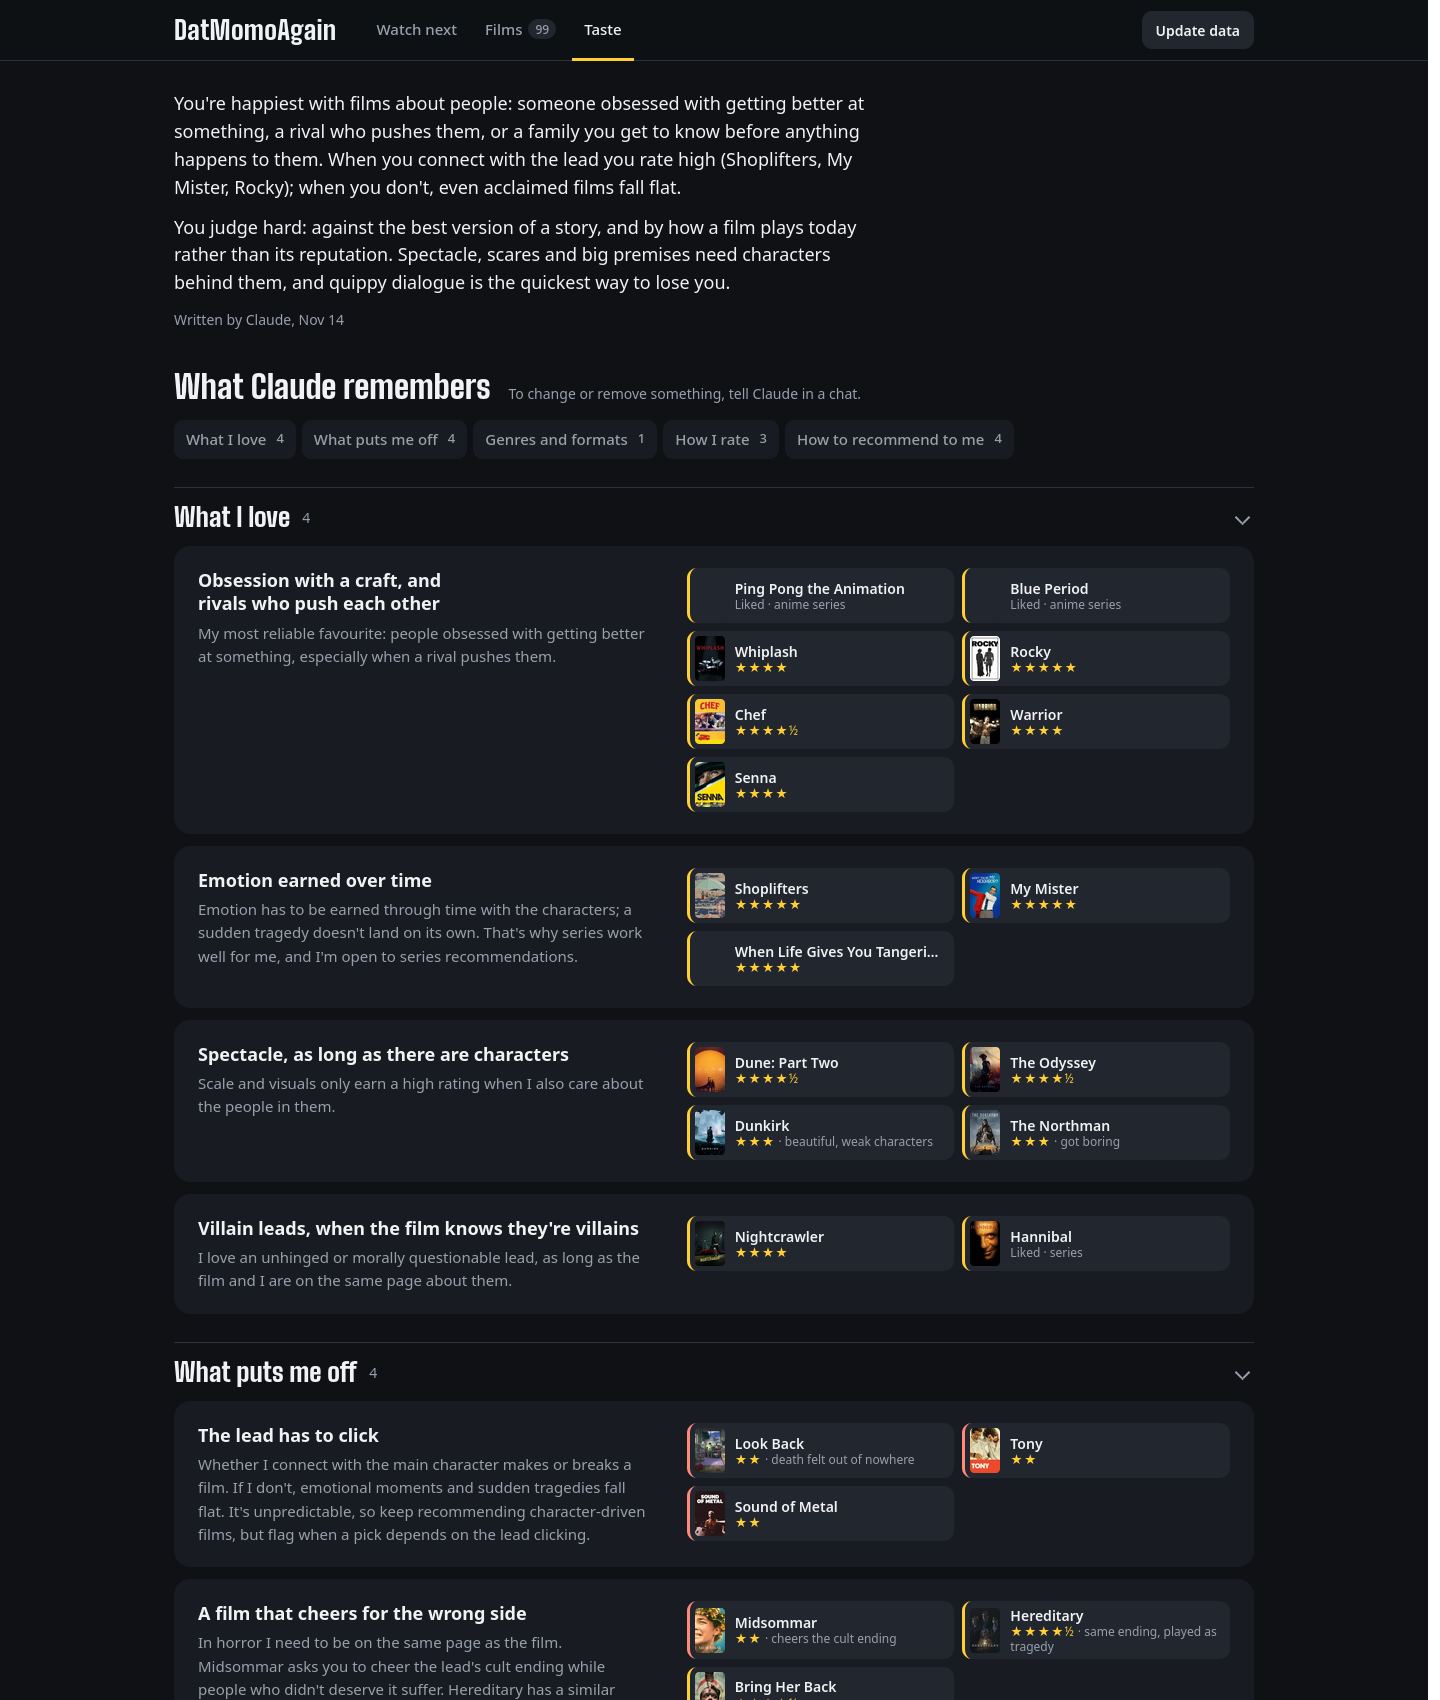 DatMomoAgain
Watch next
Films 99
Taste
Update data
You're happiest with films about people: someone obsessed with getting better at
something, a rival who pushes them, or a family you get to know before anything
happens to them. When you connect with the lead you rate high (Shoplifters, My
Mister, Rocky); when you don't, even acclaimed films fall flat.
You judge hard: against the best version of a story, and by how a film plays today
rather than its reputation. Spectacle, scares and big premises need characters
behind them, and quippy dialogue is the quickest way to lose you.
Written by Claude, Nov 14
What Claude remembers
To change or remove something, tell Claude in a chat.
What I love 4
What puts me off 4
Genres and formats 1
How I rate 3
How to recommend to me 4
What I love 4
Obsession with a craft, and
rivals who push each other
My most reliable favourite: people obsessed with getting better
at something, especially when a rival pushes them.
Ping Pong the Animation
Liked · anime series
Blue Period
Liked · anime series
WHIPLASH
Whiplash
★★★★
ROCKY
Rocky
★★★★★
CHEF
Chef
★★★★½
WARRIOR
Warrior
★★★★
SENNA
Senna
★★★★
Emotion earned over time
Emotion has to be earned through time with the characters; a
sudden tragedy doesn't land on its own. That's why series work
well for me, and I'm open to series recommendations.
Shoplifters
★★★★★
My Mister
★★★★★
When Life Gives You Tangeri...
★★★★★
Spectacle, as long as there are characters
Scale and visuals only earn a high rating when I also care about
the people in them.
Dune: Part Two
★★★★½
The Odyssey
★★★★½
Dunkirk
★★★ · beautiful, weak characters
The Northman
★★★ · got boring
Villain leads, when the film knows they're villains
I love an unhinged or morally questionable lead, as long as the
film and I are on the same page about them.
Nightcrawler
★★★★
Hannibal
Liked · series
What puts me off 4
The lead has to click
Whether I connect with the main character makes or breaks a
film. If I don't, emotional moments and sudden tragedies fall
flat. It's unpredictable, so keep recommending character-driven
films, but flag when a pick depends on the lead clicking.
Look Back
★★ · death felt out of nowhere
TONY
Tony
★★
SOUND
OF METAL
Sound of Metal
★★
A film that cheers for the wrong side
In horror I need to be on the same page as the film.
Midsommar asks you to cheer the lead's cult ending while
people who didn't deserve it suffer. Hereditary has a similar
Midsommar
★★ · cheers the cult ending
Hereditary
★★★★½ · same ending, played as
tragedy
Bring Her Back